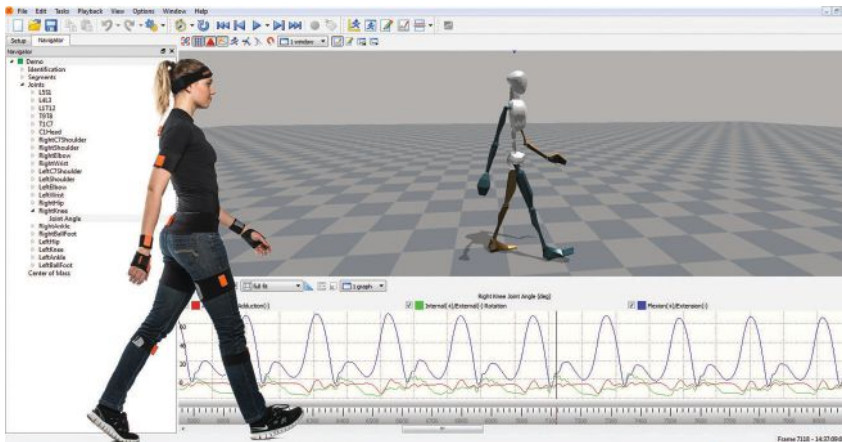 File Edit Tasks Playback View Options Window Help
1 window
Setup Navigator
Navigator
Demo
Identification
Segments
Joints
L5S1
L4L3
L1T12
T9T8
T1C7
C1Head
RightC7Shoulder
RightShoulder
RightElbow
RightWrist
LeftC7Shoulder
LeftShoulder
LeftElbow
LeftWrist
RightHip
RightKnee
Joint Angle
RightAnkle
RightBallFoot
LeftHip
LeftKnee
LeftAnkle
LeftBallFoot
Center of Mass
full fit
1 graph
Right Knee Joint Angle [deg]
Adduction(-)
Internal(+)/External(-) Rotation
Flexion(+)/Extension(-)
60
40
20
0